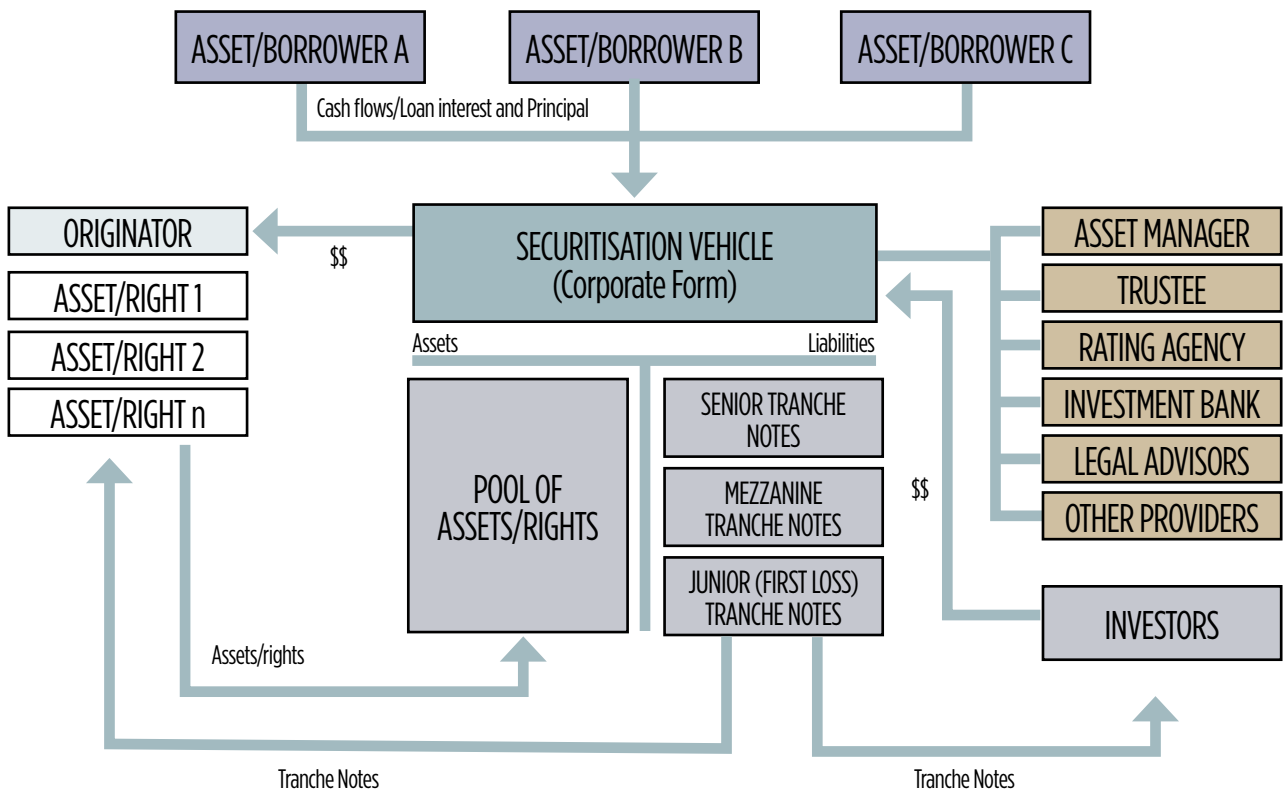 ASSET/BORROWER A
ASSET/BORROWER B
ASSET/BORROWER C
Cash flows/Loan interest and Principal
ORIGINATOR
ASSET/RIGHT 1
ASSET/RIGHT 2
ASSET/RIGHT n
$$
SECURITISATION VEHICLE
(Corporate Form)
Assets
Liabilities
POOL OF
ASSETS/RIGHTS
SENIOR TRANCHE
NOTES
MEZZANINE
TRANCHE NOTES
JUNIOR (FIRST LOSS)
TRANCHE NOTES
$$
ASSET MANAGER
TRUSTEE
RATING AGENCY
INVESTMENT BANK
LEGAL ADVISORS
OTHER PROVIDERS
INVESTORS
Assets/rights
Tranche Notes
Tranche Notes